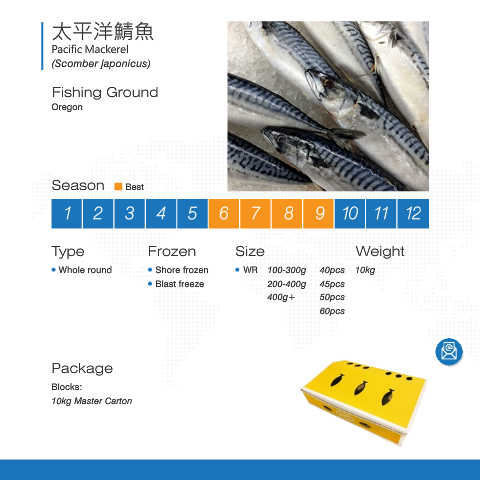 太平洋鯖魚
Pacific Mackerel
(Scomber japonicus)
Fishing Ground
Oregon
Season Best
1 2 3 4 5 6 7 8 9 10 11 12
Type
Whole round
Frozen
Shore frozen
Blast freeze
Size
WR 100-300g 40pcs
200-400g 45pcs
400g+ 50pcs
60pcs
Weight
10kg
Package
Blocks:
10kg Master Carton